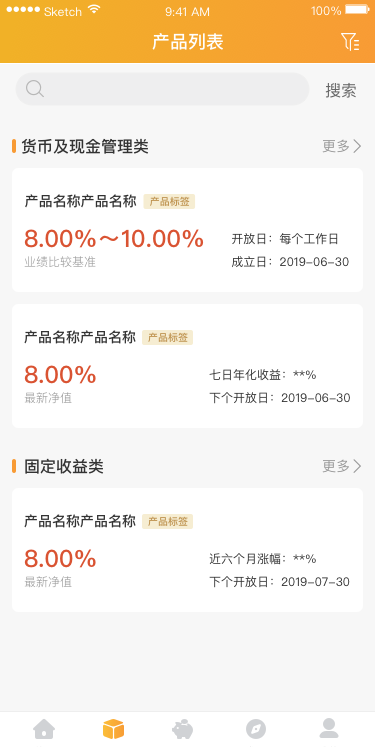 Sketch 9:41 AM 100%
产品列表
搜索
货币及现金管理类 更多
产品名称产品名称 产品标签
8.00%~10.00% 开放日：每个工作日
业绩比较基准 成立日：2019-06-30
产品名称产品名称 产品标签
8.00% 七日年化收益：**%
最新净值 下个开放日：2019-06-30
固定收益类 更多
产品名称产品名称 产品标签
8.00% 近六个月涨幅：**%
最新净值 下个开放日：2019-07-30